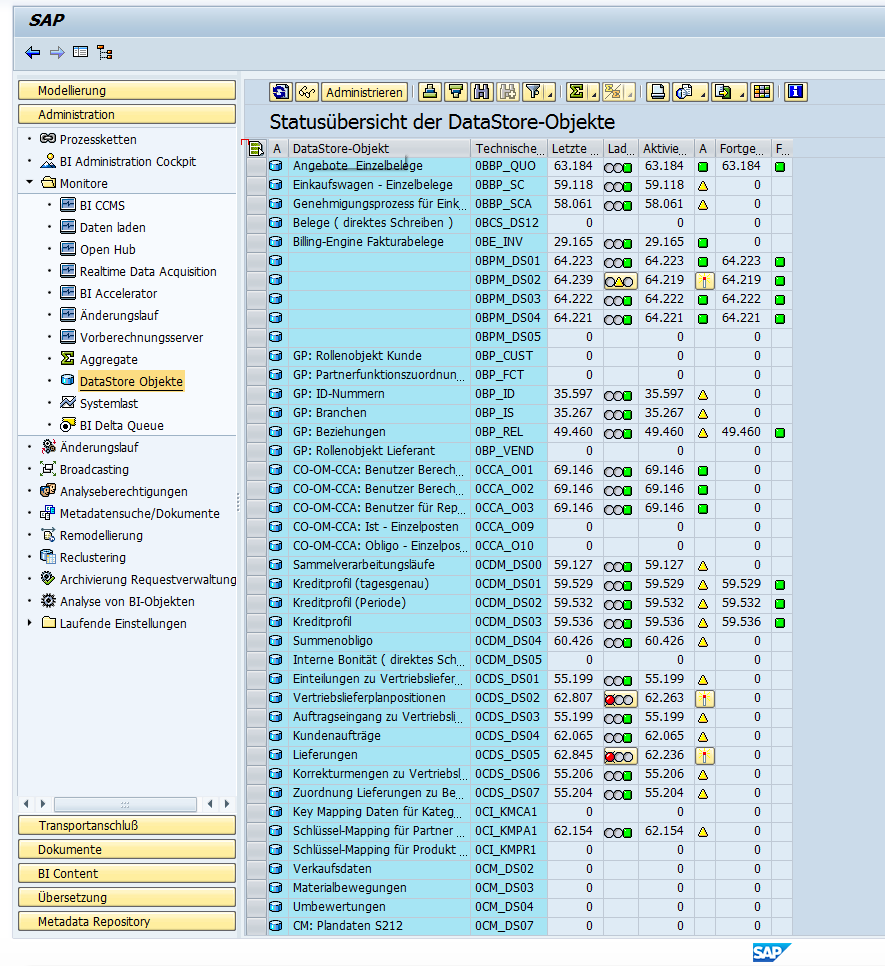 SAP
Modellierung
Administration
Prozessketten
BI Administration Cockpit
Monitore
BI CCMS
Daten laden
Open Hub
Realtime Data Acquisition
BI Accelerator
Änderungslauf
Vorberechnungsserver
Aggregate
DataStore Objekte
Systemlast
BI Delta Queue
Änderungslauf
Broadcasting
Analyseberechtigungen
Metadatensuche/Dokumente
Remodellierung
Reclustering
Archivierung Requestverwaltung
Analyse von BI-Objekten
Laufende Einstellungen
Transportanschluß
Dokumente
BI Content
Übersetzung
Metadata Repository
Administrieren
Statusübersicht der DataStore-Objekte
A DataStore-Objekt Technische... Letzte ... Lad... Aktivie... A Fortge... F...
Angebote Einzelbelege 0BBP_QUO 63.184 63.184 63.184
Einkaufswagen - Einzelbelege 0BBP_SC 59.118 59.118 0
Genehmigungsprozess für Eink... 0BBP_SCA 58.061 58.061 0
Belege ( direktes Schreiben ) 0BCS_DS12 0 0 0
Billing-Engine Fakturabelege 0BE_INV 29.165 29.165 0
0BPM_DS01 64.223 64.223 64.223
0BPM_DS02 64.239 64.219 64.219
0BPM_DS03 64.222 64.222 64.222
0BPM_DS04 64.221 64.221 64.221
0BPM_DS05 0 0 0
GP: Rollenobjekt Kunde 0BP_CUST 0 0 0
GP: Partnerfunktionszuordnun... 0BP_FCT 0 0 0
GP: ID-Nummern 0BP_ID 35.597 35.597 0
GP: Branchen 0BP_IS 35.267 35.267 0
GP: Beziehungen 0BP_REL 49.460 49.460 49.460
GP: Rollenobjekt Lieferant 0BP_VEND 0 0 0
CO-OM-CCA: Benutzer Berech... 0CCA_O01 69.146 69.146 0
CO-OM-CCA: Benutzer Berech... 0CCA_O02 69.146 69.146 0
CO-OM-CCA: Benutzer für Rep... 0CCA_O03 69.146 69.146 0
CO-OM-CCA: Ist - Einzelposten 0CCA_O09 0 0 0
CO-OM-CCA: Obligo - Einzelpos... 0CCA_O10 0 0 0
Sammelverarbeitungsläufe 0CDM_DS00 59.127 59.127 0
Kreditprofil (tagesgenau) 0CDM_DS01 59.529 59.529 59.529
Kreditprofil (Periode) 0CDM_DS02 59.532 59.532 59.532
Kreditprofil 0CDM_DS03 59.536 59.536 59.536
Summenobligo 0CDM_DS04 60.426 60.426 0
Interne Bonität ( direktes Sch... 0CDM_DS05 0 0 0
Einteilungen zu Vertriebsliefer... 0CDS_DS01 55.199 55.199 0
Vertriebslieferplanpositionen 0CDS_DS02 62.807 62.263 0
Auftragseingang zu Vertriebsli... 0CDS_DS03 55.199 55.199 0
Kundenaufträge 0CDS_DS04 62.065 62.065 0
Lieferungen 0CDS_DS05 62.845 62.236 0
Korrekturmengen zu Vertriebsl... 0CDS_DS06 55.206 55.206 0
Zuordnung Lieferungen zu Be... 0CDS_DS07 55.204 55.204 0
Key Mapping Daten für Kateg... 0CI_KMCA1 0 0 0
Schlüssel-Mapping für Partner ... 0CI_KMPA1 62.154 62.154 0
Schlüssel-Mapping für Produkt ... 0CI_KMPR1 0 0 0
Verkaufsdaten 0CM_DS02 0 0 0
Materialbewegungen 0CM_DS03 0 0 0
Umbewertungen 0CM_DS04 0 0 0
CM: Plandaten S212 0CM_DS07 0 0 0
SAP